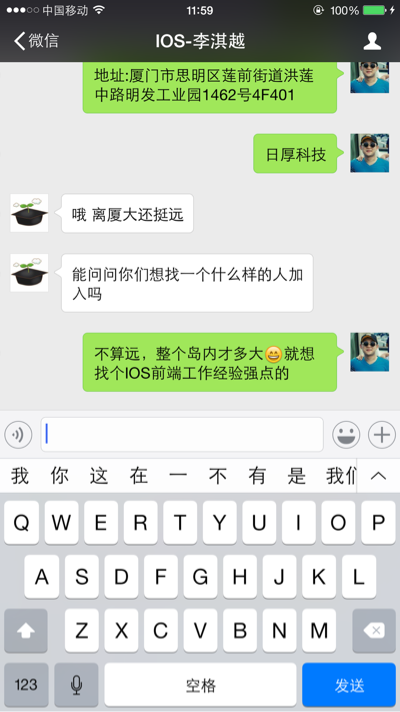 中国移动 11:59 100%
微信 IOS-李淇越
地址:厦门市思明区莲前街道洪莲
中路明发工业园1462号4F401
日厚科技
哦 离厦大还挺远
能问问你们想找一个什么样的人加
入吗
不算远，整个岛内才多大😄就想
找个IOS前端工作经验强点的
我 你 这 在 一 不 有 是 我们
Q W E R T Y U I O P
A S D F G H J K L
Z X C V B N M
123 空格 发送